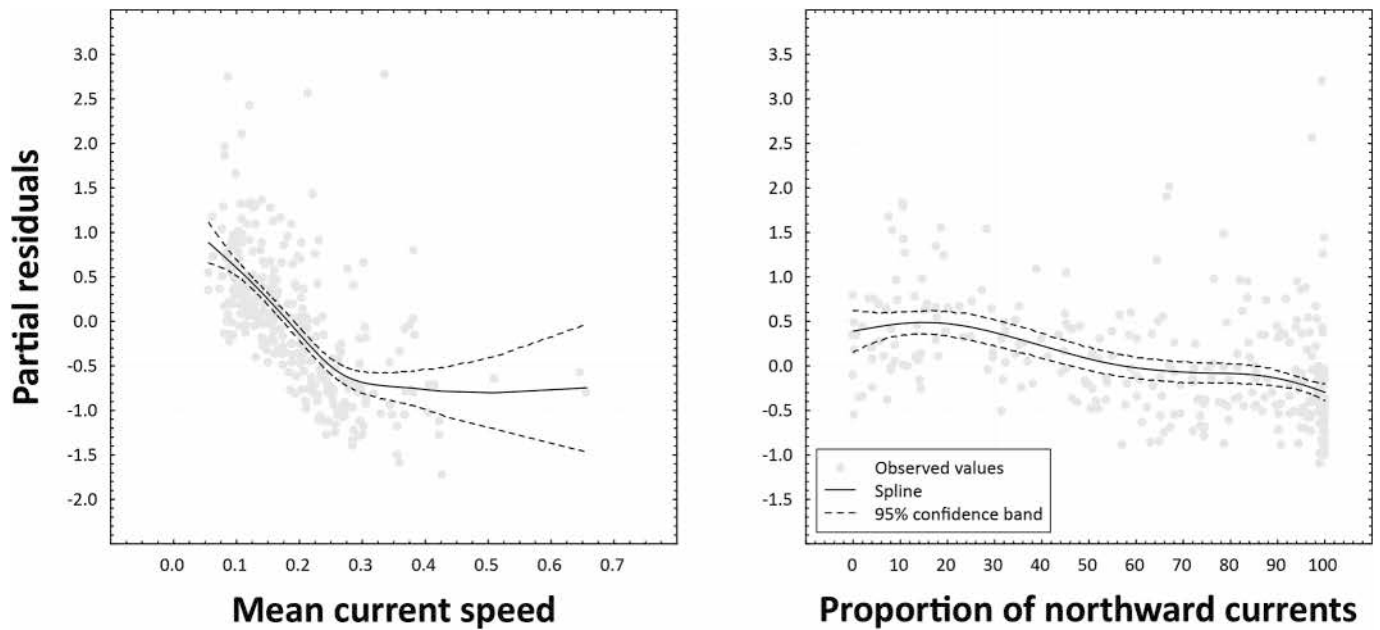 Partial residuals
3.0
2.5
2.0
1.5
1.0
0.5
0.0
-0.5
-1.0
-1.5
-2.0
0.0 0.1 0.2 0.3 0.4 0.5 0.6 0.7
Mean current speed
3.5
3.0
2.5
2.0
1.5
1.0
0.5
0.0
-0.5
-1.0
-1.5
Observed values
Spline
95% confidence band
0 10 20 30 40 50 60 70 80 90 100
Proportion of northward currents